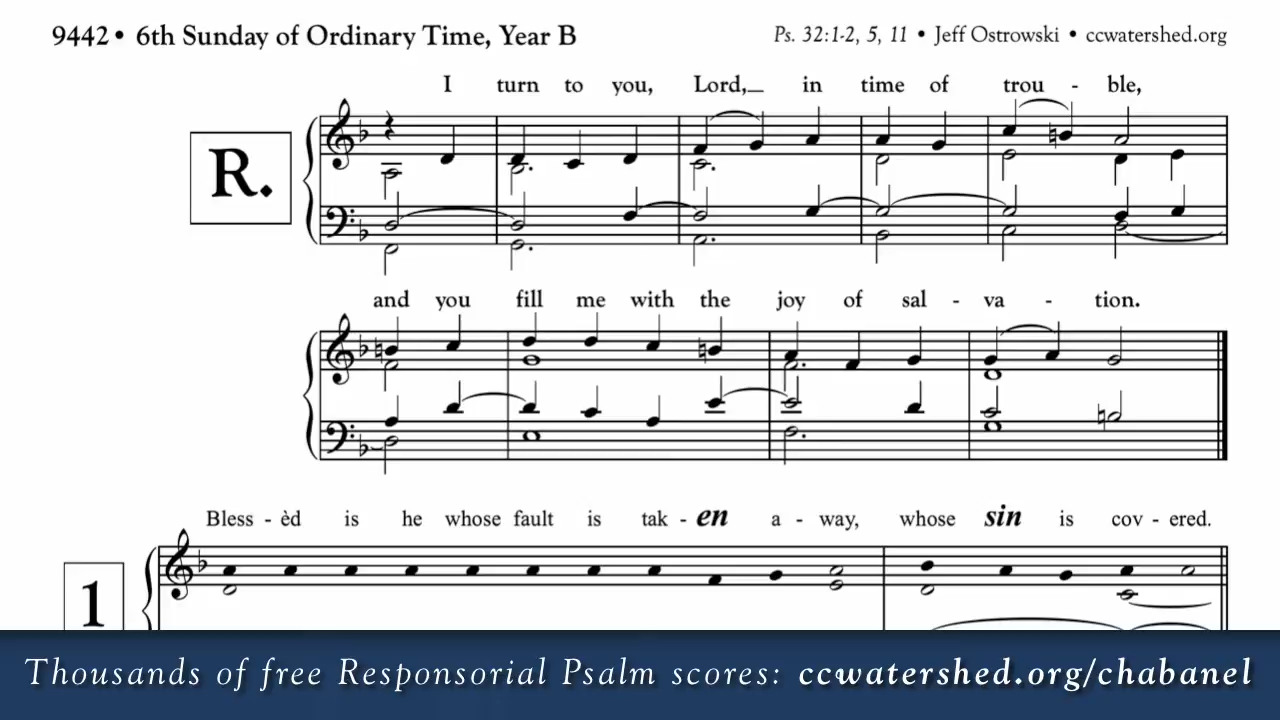 9442• 6th Sunday of Ordinary Time, Year B
Ps. 32:1-2, 5, 11 • Jeff Ostrowski • ccwatershed.org
I turn to you, Lord,_ in time of trou - ble,
R.
and you fill me with the joy of sal - va - tion.
Bless - èd is he whose fault is tak - en a - way, whose sin is cov - ered.
1
Thousands of free Responsorial Psalm scores: ccwatershed.org/chabanel